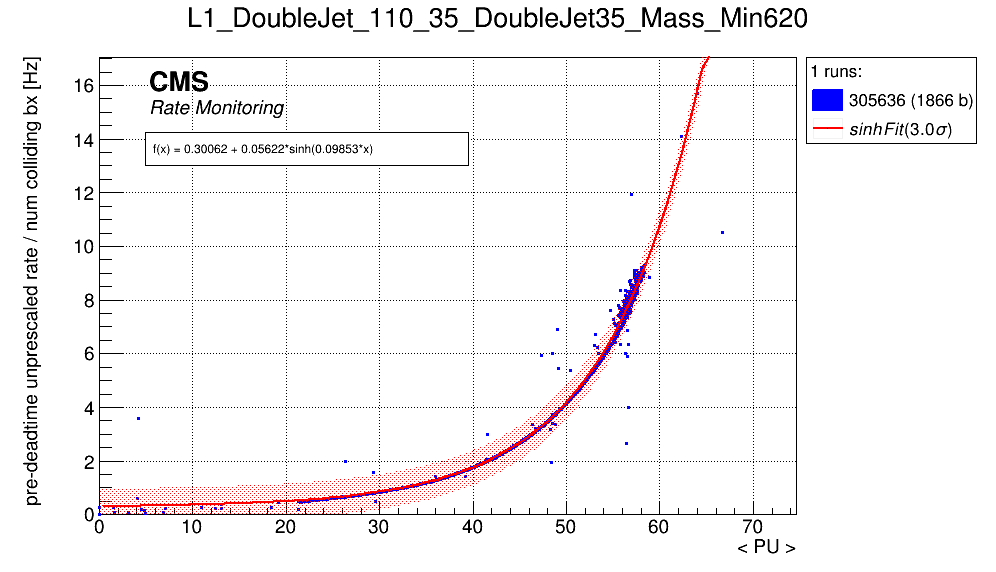 L1_DoubleJet_110_35_DoubleJet35_Mass_Min620
pre-deadtime unprescaled rate / num colliding bx [Hz]
CMS
Rate Monitoring
f(x) = 0.30062 + 0.05622*sinh(0.09853*x)
1 runs:
305636 (1866 b)
sinhFit(3.0σ)
16
14
12
10
8
6
4
2
0
0 10 20 30 40 50 60 70
< PU >